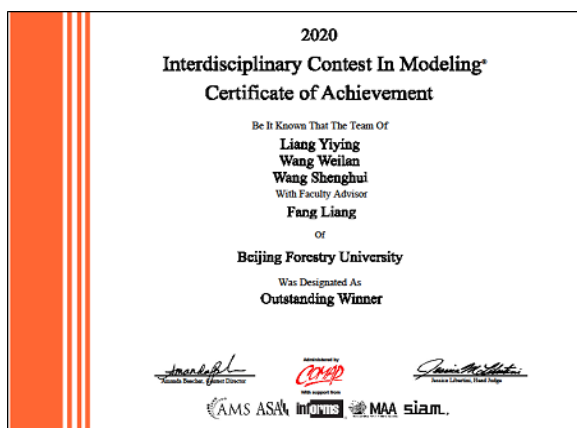 2020
Interdisciplinary Contest In Modeling®
Certificate of Achievement
Be It Known That The Team Of
Liang Yiying
Wang Weilan
Wang Shenghui
With Faculty Advisor
Fang Liang
Of
Beijing Forestry University
Was Designated As
Outstanding Winner
Administered by
COMAP
With support from
Amanda Beecher, Contest Director
Jessica Libertini, Head Judge
AMS ASA informs MAA siam.